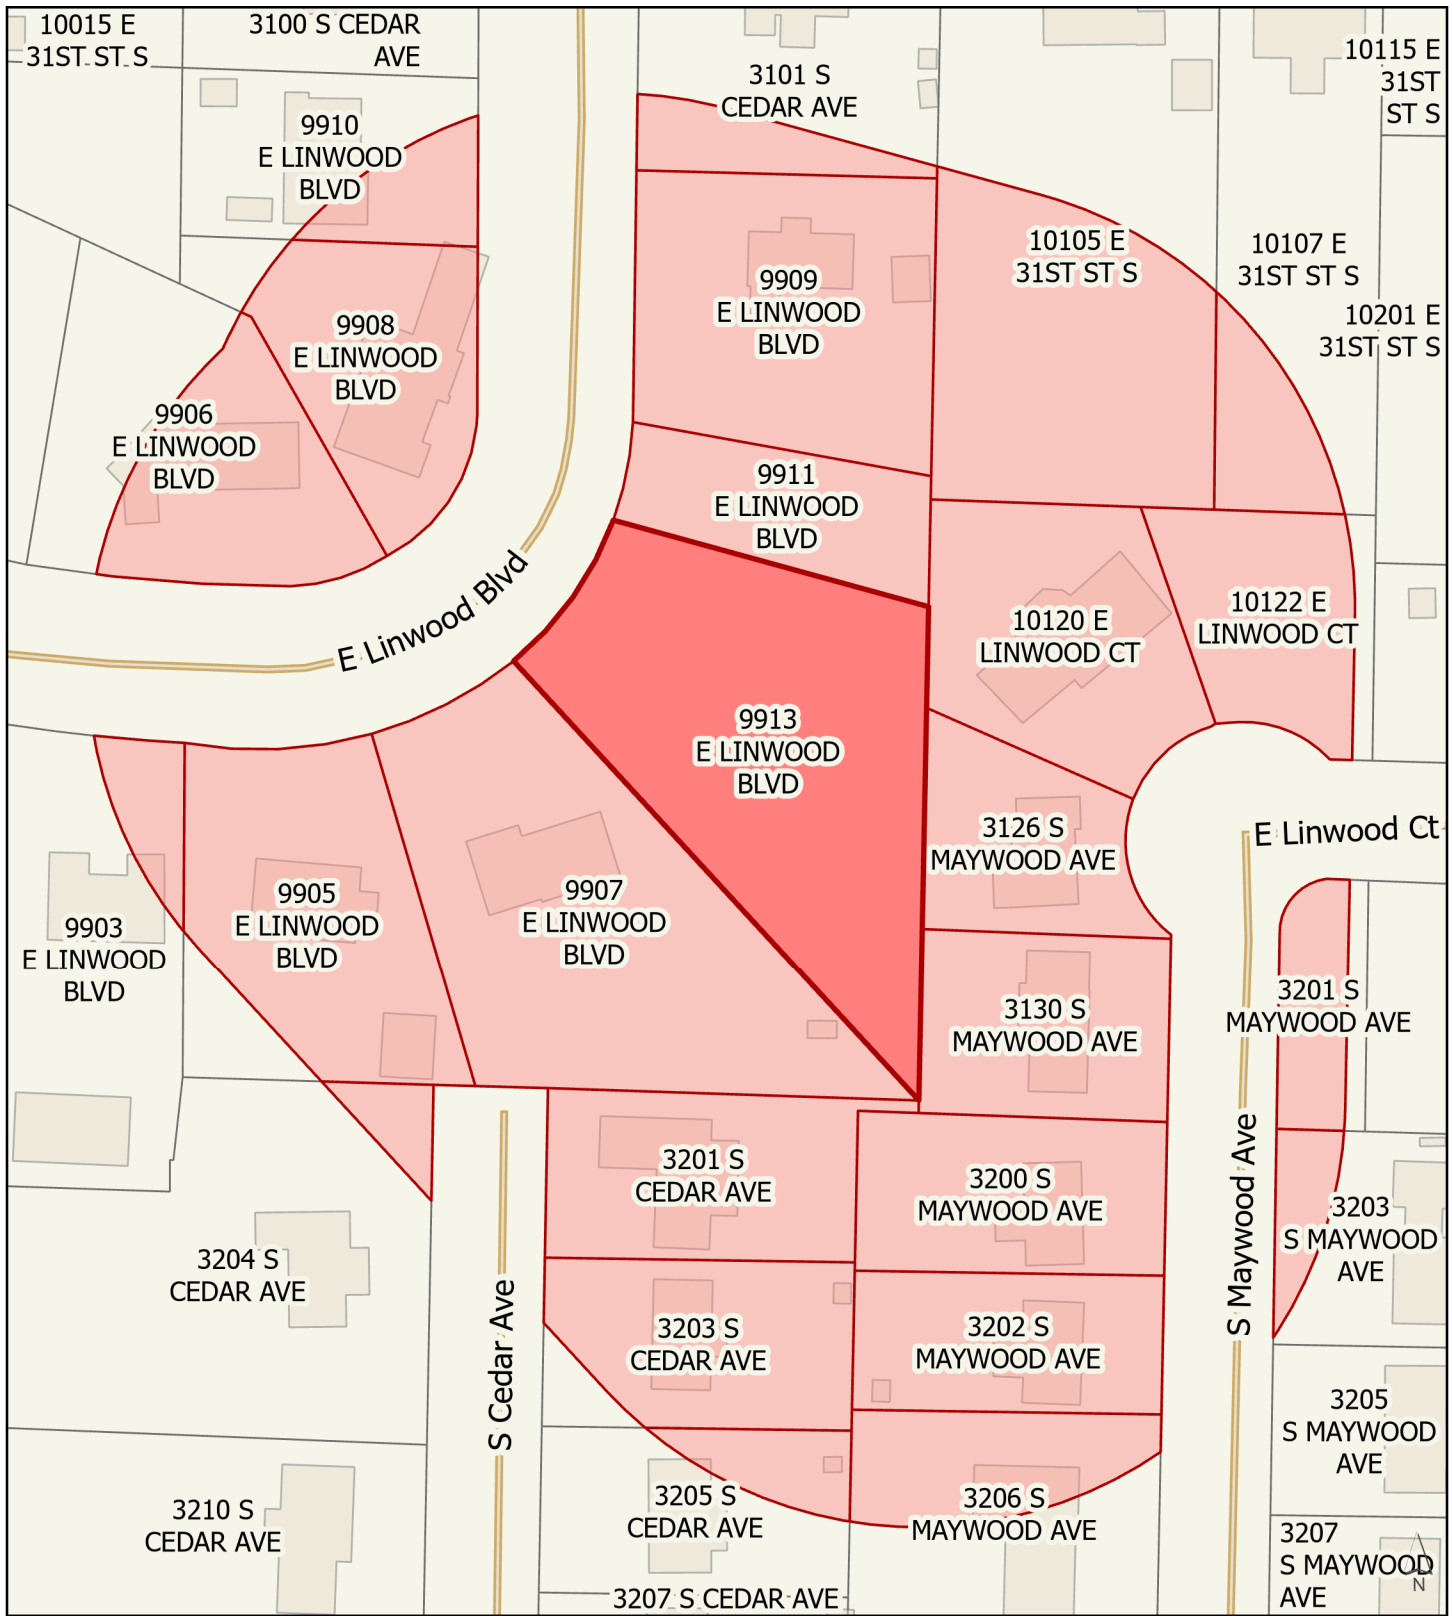 10015 E
31ST ST S
3100 S CEDAR
AVE
3101 S
CEDAR AVE
10115 E
31ST
ST S
9910
E LINWOOD
BLVD
10105 E
31ST ST S
10107 E
31ST ST S
9909
E LINWOOD
BLVD
10201 E
31ST ST S
9908
E LINWOOD
BLVD
9906
E LINWOOD
BLVD
9911
E LINWOOD
BLVD
E Linwood Blvd
10120 E
LINWOOD CT
10122 E
LINWOOD CT
9913
E LINWOOD
BLVD
3126 S
MAYWOOD AVE
E Linwood Ct
9903
E LINWOOD
BLVD
9905
E LINWOOD
BLVD
9907
E LINWOOD
BLVD
3130 S
MAYWOOD AVE
3201 S
MAYWOOD AVE
3201 S
CEDAR AVE
3200 S
MAYWOOD AVE
S Maywood Ave
3203
S MAYWOOD
AVE
3204 S
CEDAR AVE
S Cedar Ave
3203 S
CEDAR AVE
3202 S
MAYWOOD AVE
3205
S MAYWOOD
AVE
3210 S
CEDAR AVE
3205 S
CEDAR AVE
3206 S
MAYWOOD AVE
3207
S MAYWOOD
AVE
3207 S CEDAR AVE
N